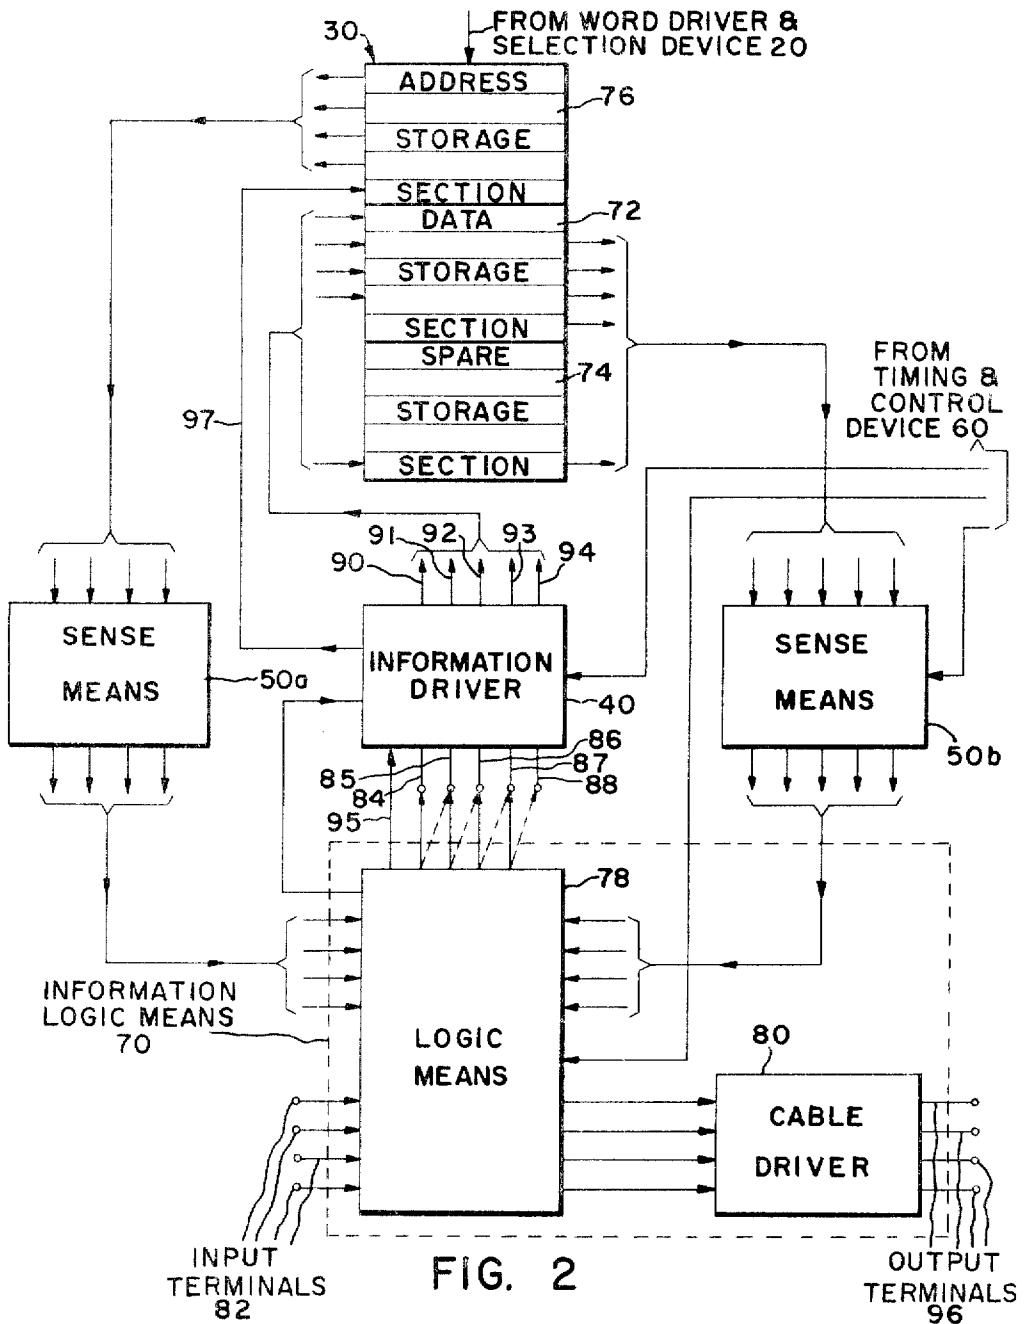 FROM WORD DRIVER &
SELECTION DEVICE 20
30
ADDRESS
76
STORAGE
SECTION
DATA
72
STORAGE
SECTION
SPARE
74
STORAGE
SECTION
FROM
TIMING &
CONTROL
DEVICE 60
97
90
91
92
93
94
SENSE
MEANS
50a
INFORMATION
DRIVER
40
SENSE
MEANS
50b
85
84
86
87
88
95
78
INFORMATION
LOGIC MEANS
70
LOGIC
MEANS
80
CABLE
DRIVER
INPUT
TERMINALS
82
FIG. 2
OUTPUT
TERMINALS
96